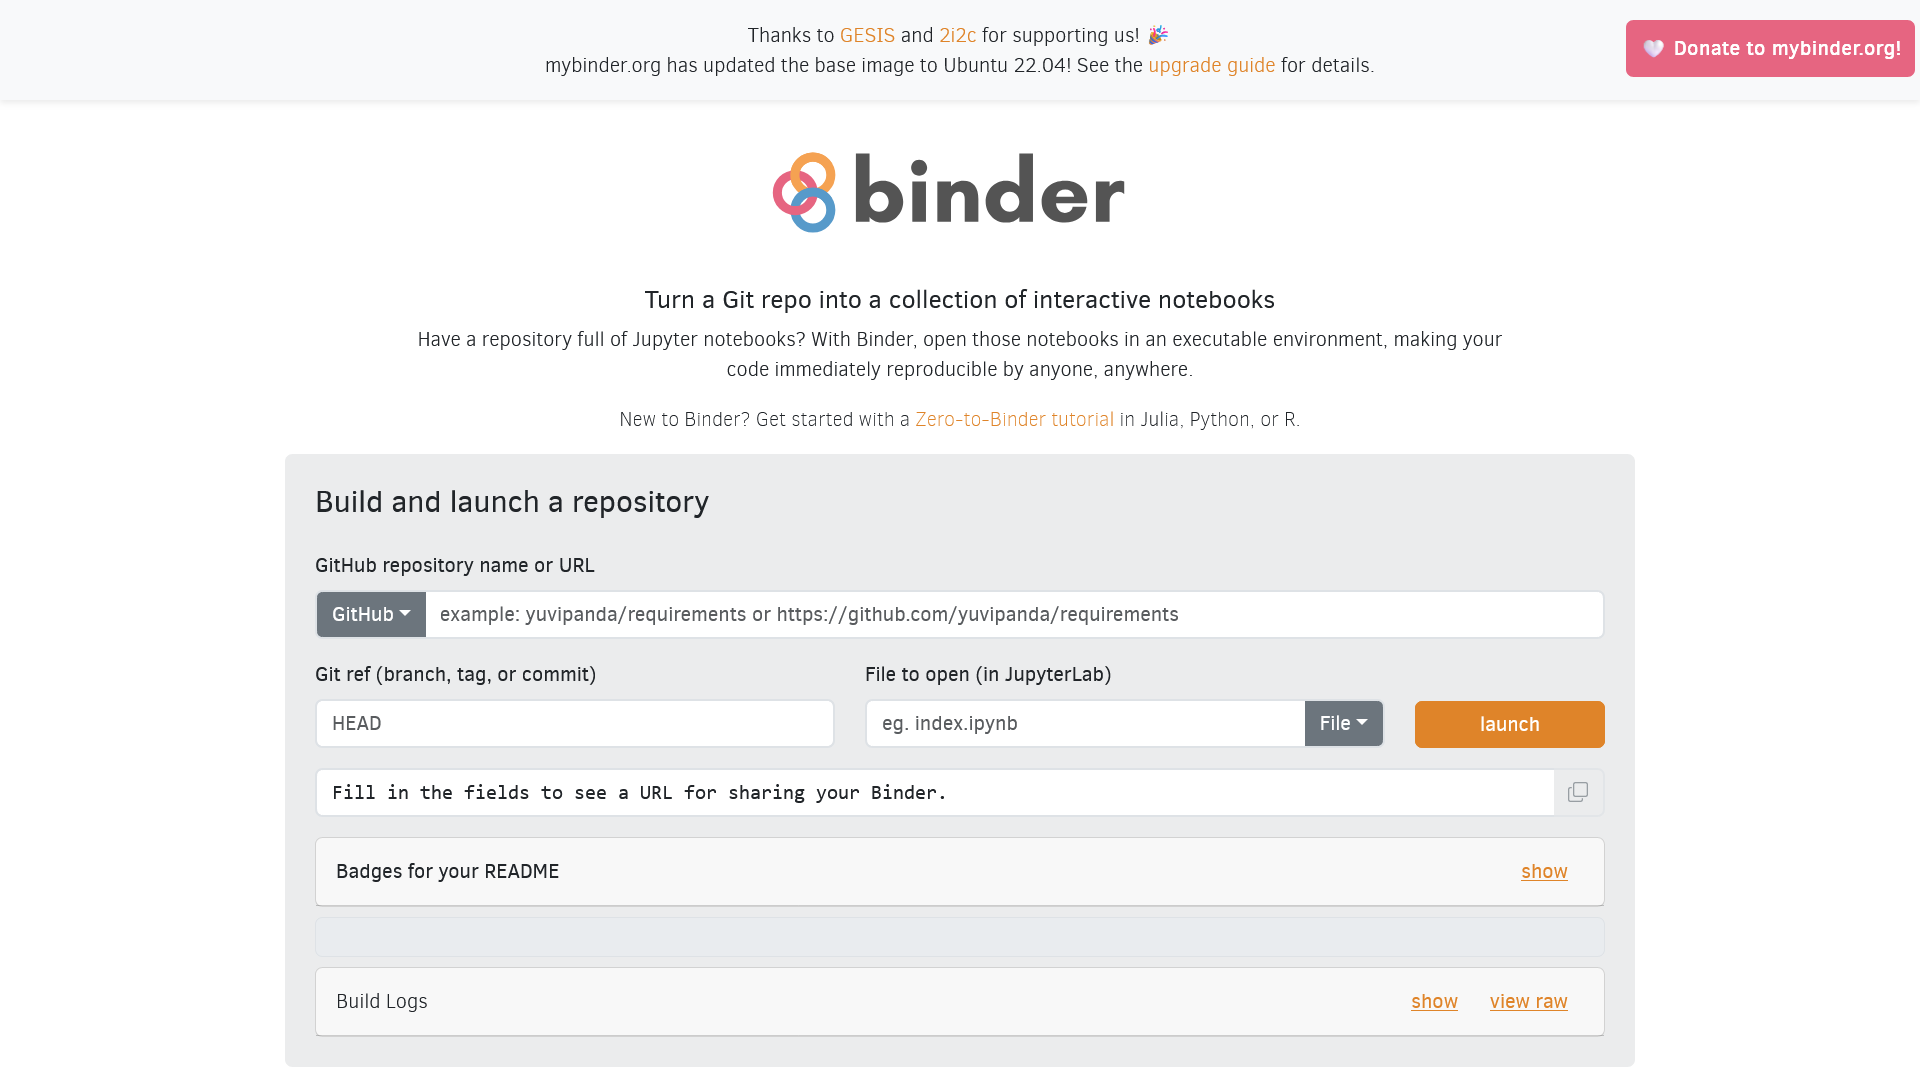 Thanks to GESIS and 2i2c for supporting us! 🎉
mybinder.org has updated the base image to Ubuntu 22.04! See the upgrade guide for details.
🤍 Donate to mybinder.org!
binder
Turn a Git repo into a collection of interactive notebooks
Have a repository full of Jupyter notebooks? With Binder, open those notebooks in an executable environment, making your
code immediately reproducible by anyone, anywhere.
New to Binder? Get started with a Zero-to-Binder tutorial in Julia, Python, or R.
Build and launch a repository
GitHub repository name or URL
GitHub example: yuvipanda/requirements or https://github.com/yuvipanda/requirements
Git ref (branch, tag, or commit) File to open (in JupyterLab)
HEAD eg. index.ipynb File launch
Fill in the fields to see a URL for sharing your Binder.
Badges for your README show
Build Logs show view raw